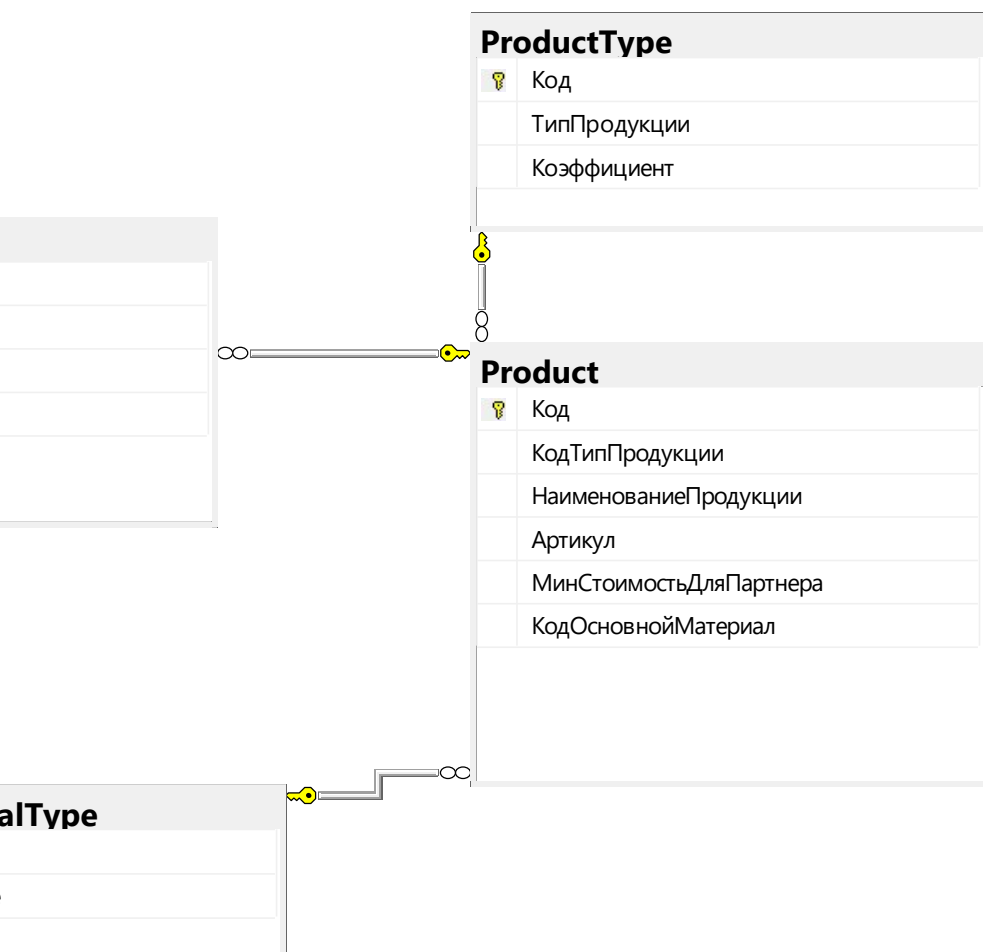 ProductType
Код
ТипПродукции
Коэффициент
Product
Код
КодТипПродукции
НаименованиеПродукции
Артикул
МинСтоимостьДляПартнера
КодОсновнойМатериал
alType